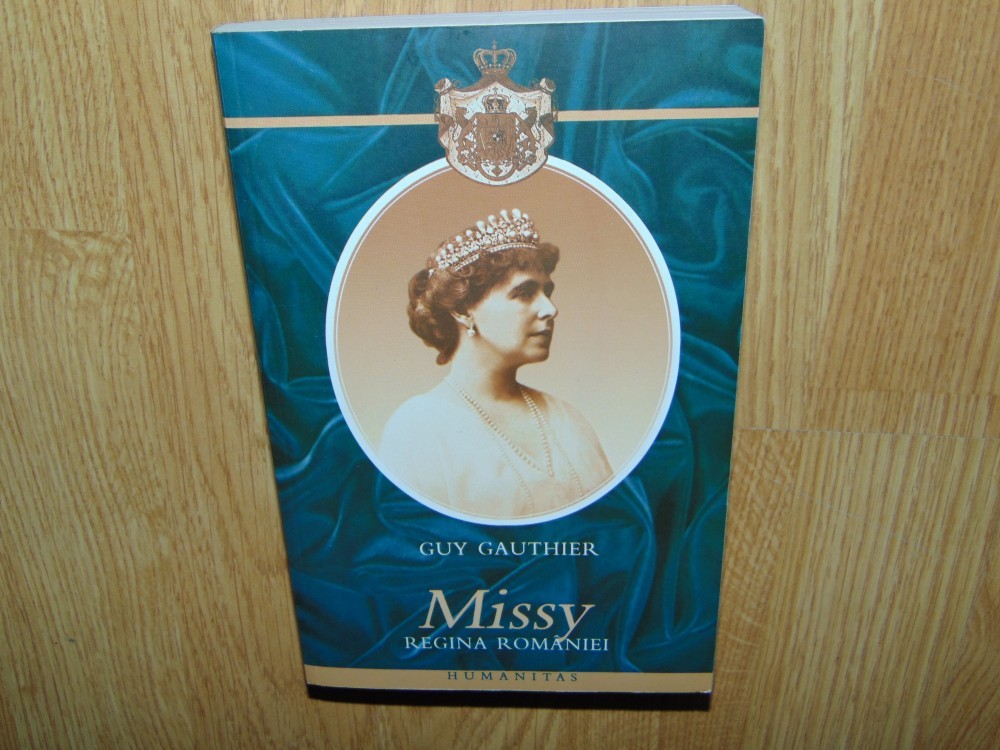 GUY GAUTHIER
Missy
REGINA ROMÂNIEI
HUMANITAS